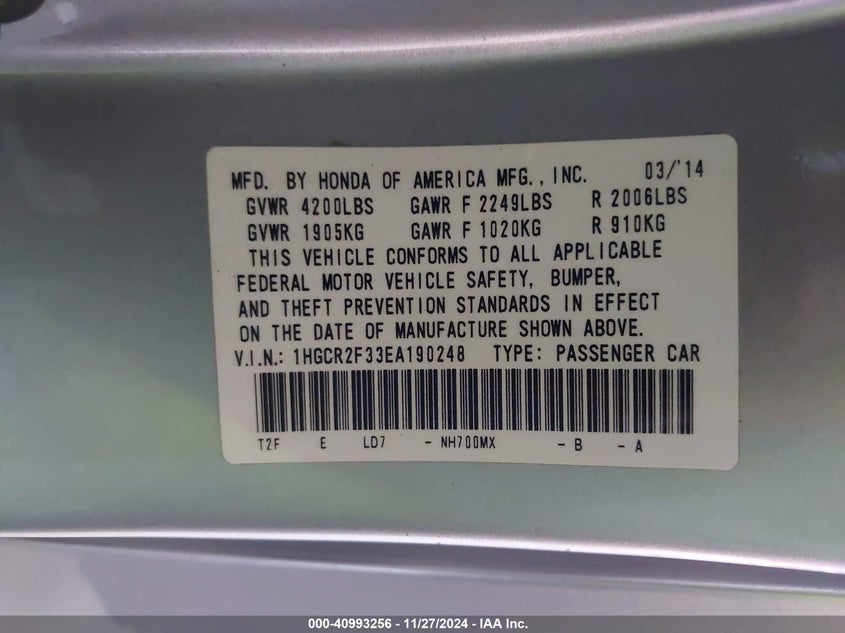 MFD. BY HONDA OF AMERICA MFG., INC. 03/'14
GVWR 4200LBS GAWR F 2249LBS R 2006LBS
GVWR 1905KG GAWR F 1020KG R 910KG
THIS VEHICLE CONFORMS TO ALL APPLICABLE
FEDERAL MOTOR VEHICLE SAFETY, BUMPER,
AND THEFT PREVENTION STANDARDS IN EFFECT
ON THE DATE OF MANUFACTURE SHOWN ABOVE.
V.I.N.: 1HGCR2F33EA190248 TYPE: PASSENGER CAR
T2F E LD7 - NH700MX - B - A
000-40993256 - 11/27/2024 - IAA Inc.